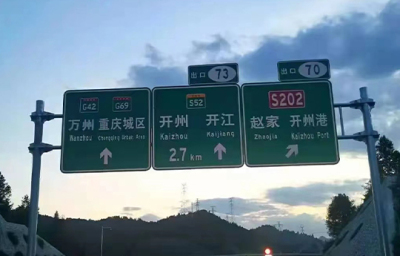 出口 73
出口 70
G42 G69
万州 重庆城区
Wanzhou Chongqing Urban Area
S52
开州 开江
Kaizhou Kaijiang
2.7 km
S202
赵家 开州港
Zhaojia Kaizhou Port